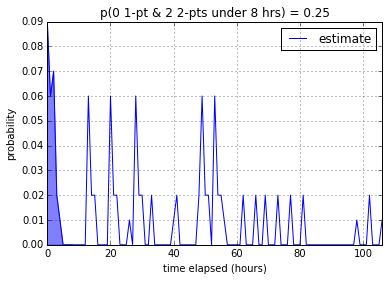 p(0 1-pt & 2 2-pts under 8 hrs) = 0.25
estimate
probability
0.09
0.08
0.07
0.06
0.05
0.04
0.03
0.02
0.01
0.00
0 20 40 60 80 100
time elapsed (hours)